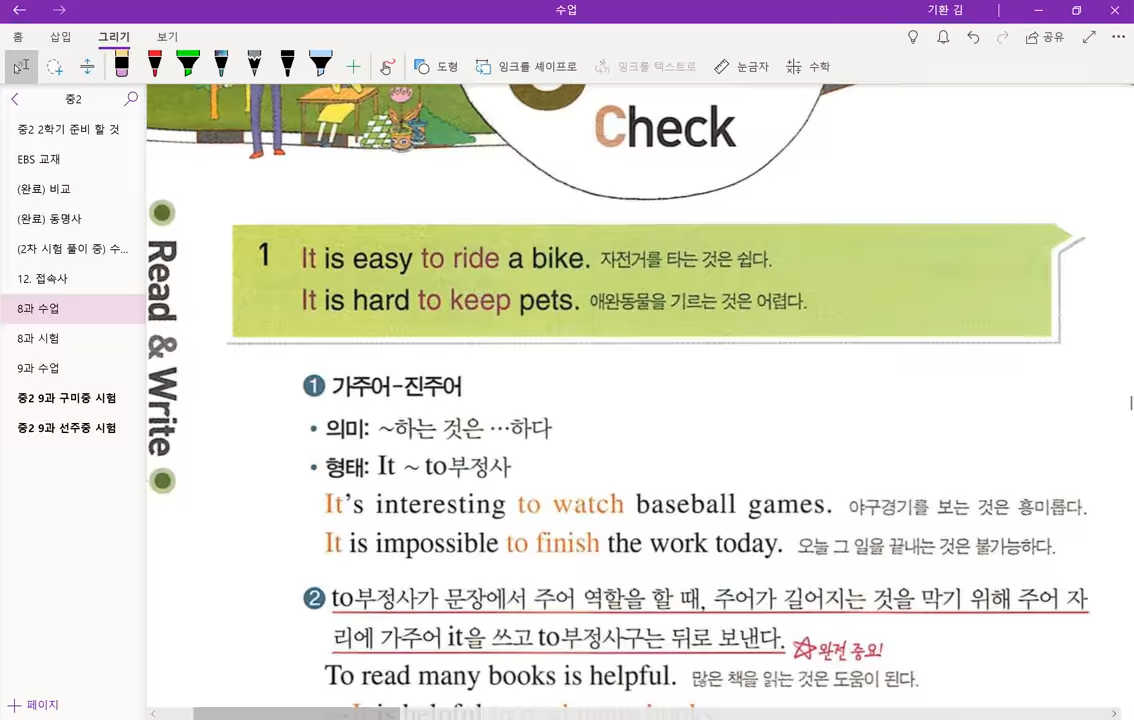 수업
기환 김
홈 삽입 그리기 보기
공유
도형 잉크를 셰이프로 잉크를 텍스트로 눈금자 수학
중2
중2 2학기 준비 할 것
EBS 교재
(완료) 비교
(완료) 동명사
(2차 시험 풀이 중) 수...
12. 접속사
8과 수업
8과 시험
9과 수업
중2 9과 구미중 시험
중2 9과 선주중 시험
페이지
Check
Read & Write
1 It is easy to ride a bike. 자전거를 타는 것은 쉽다.
It is hard to keep pets. 애완동물을 기르는 것은 어렵다.
1 가주어-진주어
• 의미: ~하는 것은 …하다
• 형태: It ~ to부정사
It's interesting to watch baseball games. 야구경기를 보는 것은 흥미롭다.
It is impossible to finish the work today. 오늘 그 일을 끝내는 것은 불가능하다.
2 to부정사가 문장에서 주어 역할을 할 때, 주어가 길어지는 것을 막기 위해 주어 자
리에 가주어 it을 쓰고 to부정사구는 뒤로 보낸다. ☆완전 중요!
To read many books is helpful. 많은 책을 읽는 것은 도움이 된다.